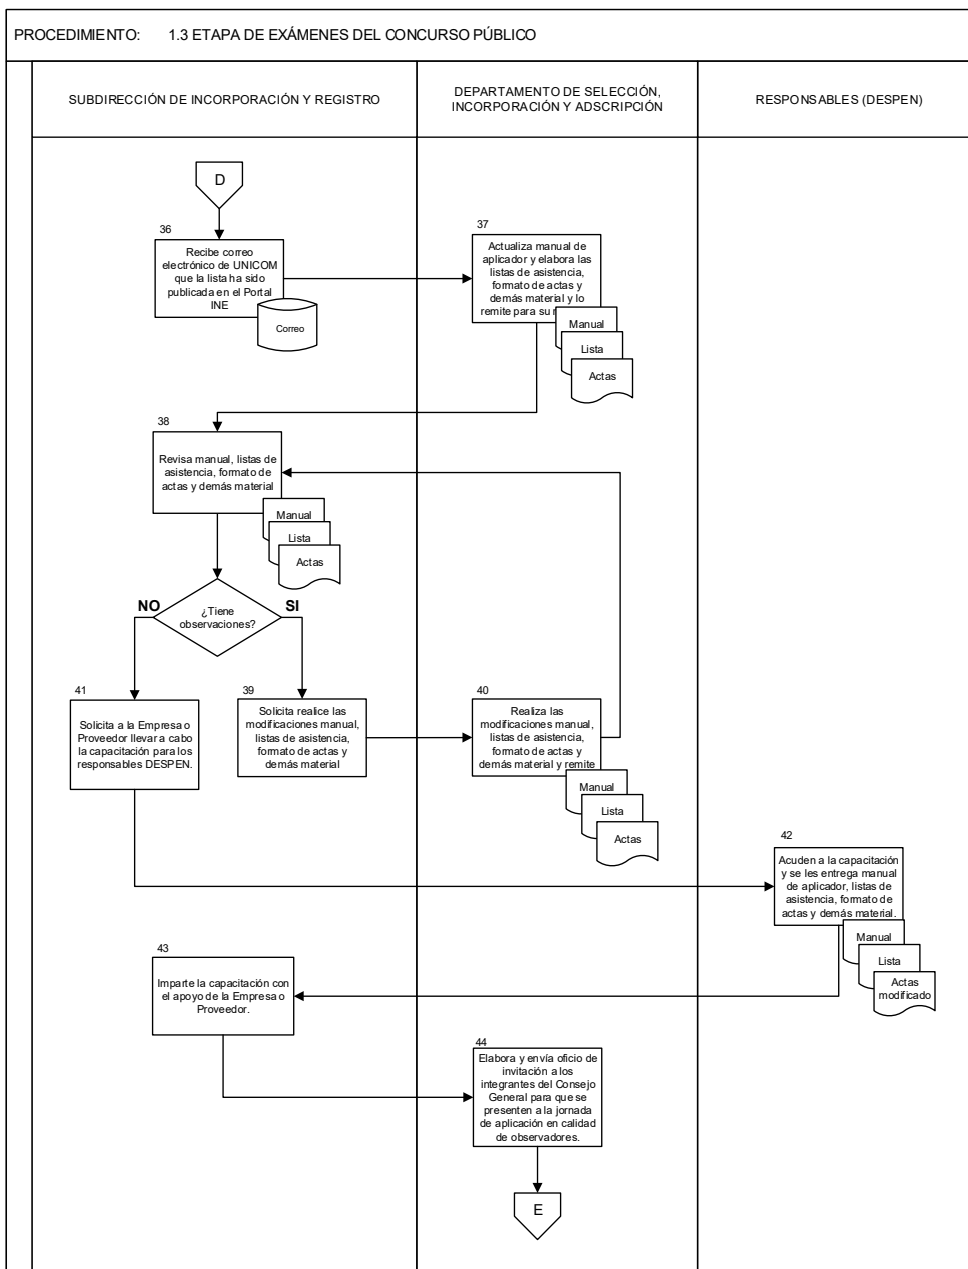 PROCEDIMIENTO: 1.3 ETAPA DE EXÁMENES DEL CONCURSO PÚBLICO
SUBDIRECCIÓN DE INCORPORACIÓN Y REGISTRO
DEPARTAMENTO DE SELECCIÓN,
INCORPORACIÓN Y ADSCRIPCIÓN
RESPONSABLES (DESPEN)
D
36
Recibe correo
electrónico de UNICOM
que la lista ha sido
publicada en el Portal
INE
Correo
37
Actualiza manual de
aplicador y elabora las
listas de asistencia,
formato de actas y
demás material y lo
remite para su
Manual
Lista
Actas
38
Revisa manual, listas de
asistencia, formato de
actas y demás material
Manual
Lista
Actas
¿Tiene
observaciones?
NO
SI
41
Solicita a la Empresa o
Proveedor llevar a cabo
la capacitación para los
responsables DESPEN.
39
Solicita realice las
modificaciones manual,
listas de asistencia,
formato de actas y
demás material
40
Realiza las
modificaciones manual,
listas de asistencia,
formato de actas y
demás material y remite
Manual
Lista
Actas
42
Acuden a la capacitación
y se les entrega manual
de aplicador, listas de
asistencia, formato de
actas y demás material.
Manual
Lista
Actas
modificado
43
Imparte la capacitación con
el apoyo de la Empresa o
Proveedor.
44
Elabora y envía oficio de
invitación a los
integrantes del Consejo
General para que se
presenten a la jornada
de aplicación en calidad
de observadores.
E